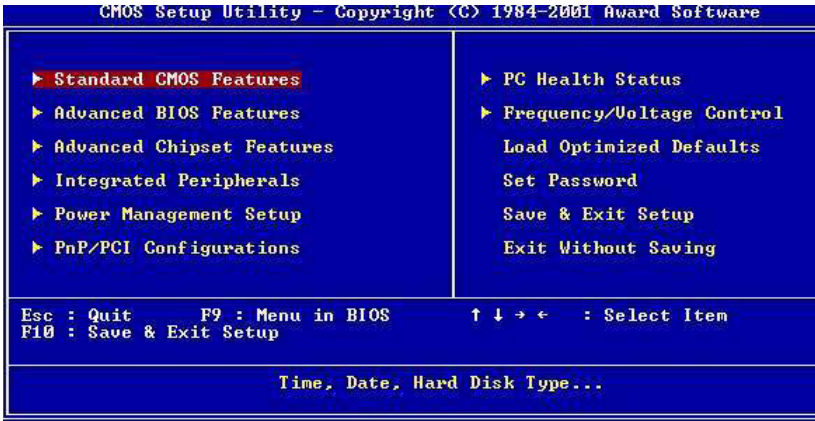 CMOS Setup Utility - Copyright (C) 1984-2001 Award Software
▶ Standard CMOS Features
▶ Advanced BIOS Features
▶ Advanced Chipset Features
▶ Integrated Peripherals
▶ Power Management Setup
▶ PnP/PCI Configurations
▶ PC Health Status
▶ Frequency/Voltage Control
Load Optimized Defaults
Set Password
Save & Exit Setup
Exit Without Saving
Esc : Quit F9 : Menu in BIOS ↑ ↓ → ← : Select Item
F10 : Save & Exit Setup
Time, Date, Hard Disk Type...